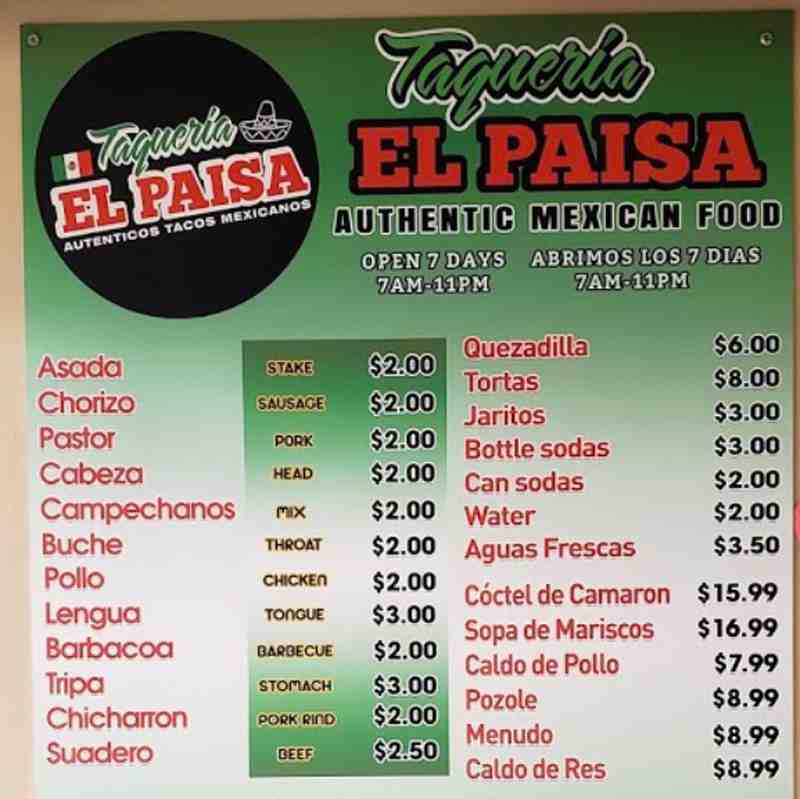 Taquería
EL PAISA
AUTENTICOS TACOS MEXICANOS
Taquería
EL PAISA
AUTHENTIC MEXICAN FOOD
OPEN 7 DAYS
7AM-11PM
ABRIMOS LOS 7 DIAS
7AM-11PM
Asada STAKE $2.00
Chorizo SAUSAGE $2.00
Pastor PORK $2.00
Cabeza HEAD $2.00
Campechanos MIX $2.00
Buche THROAT $2.00
Pollo CHICKEN $2.00
Lengua TONGUE $3.00
Barbacoa BARBECUE $2.00
Tripa STOMACH $3.00
Chicharron PORK RIND $2.00
Suadero BEEF $2.50
Quezadilla $6.00
Tortas $8.00
Jaritos $3.00
Bottle sodas $3.00
Can sodas $2.00
Water $2.00
Aguas Frescas $3.50
Cóctel de Camaron $15.99
Sopa de Mariscos $16.99
Caldo de Pollo $7.99
Pozole $8.99
Menudo $8.99
Caldo de Res $8.99